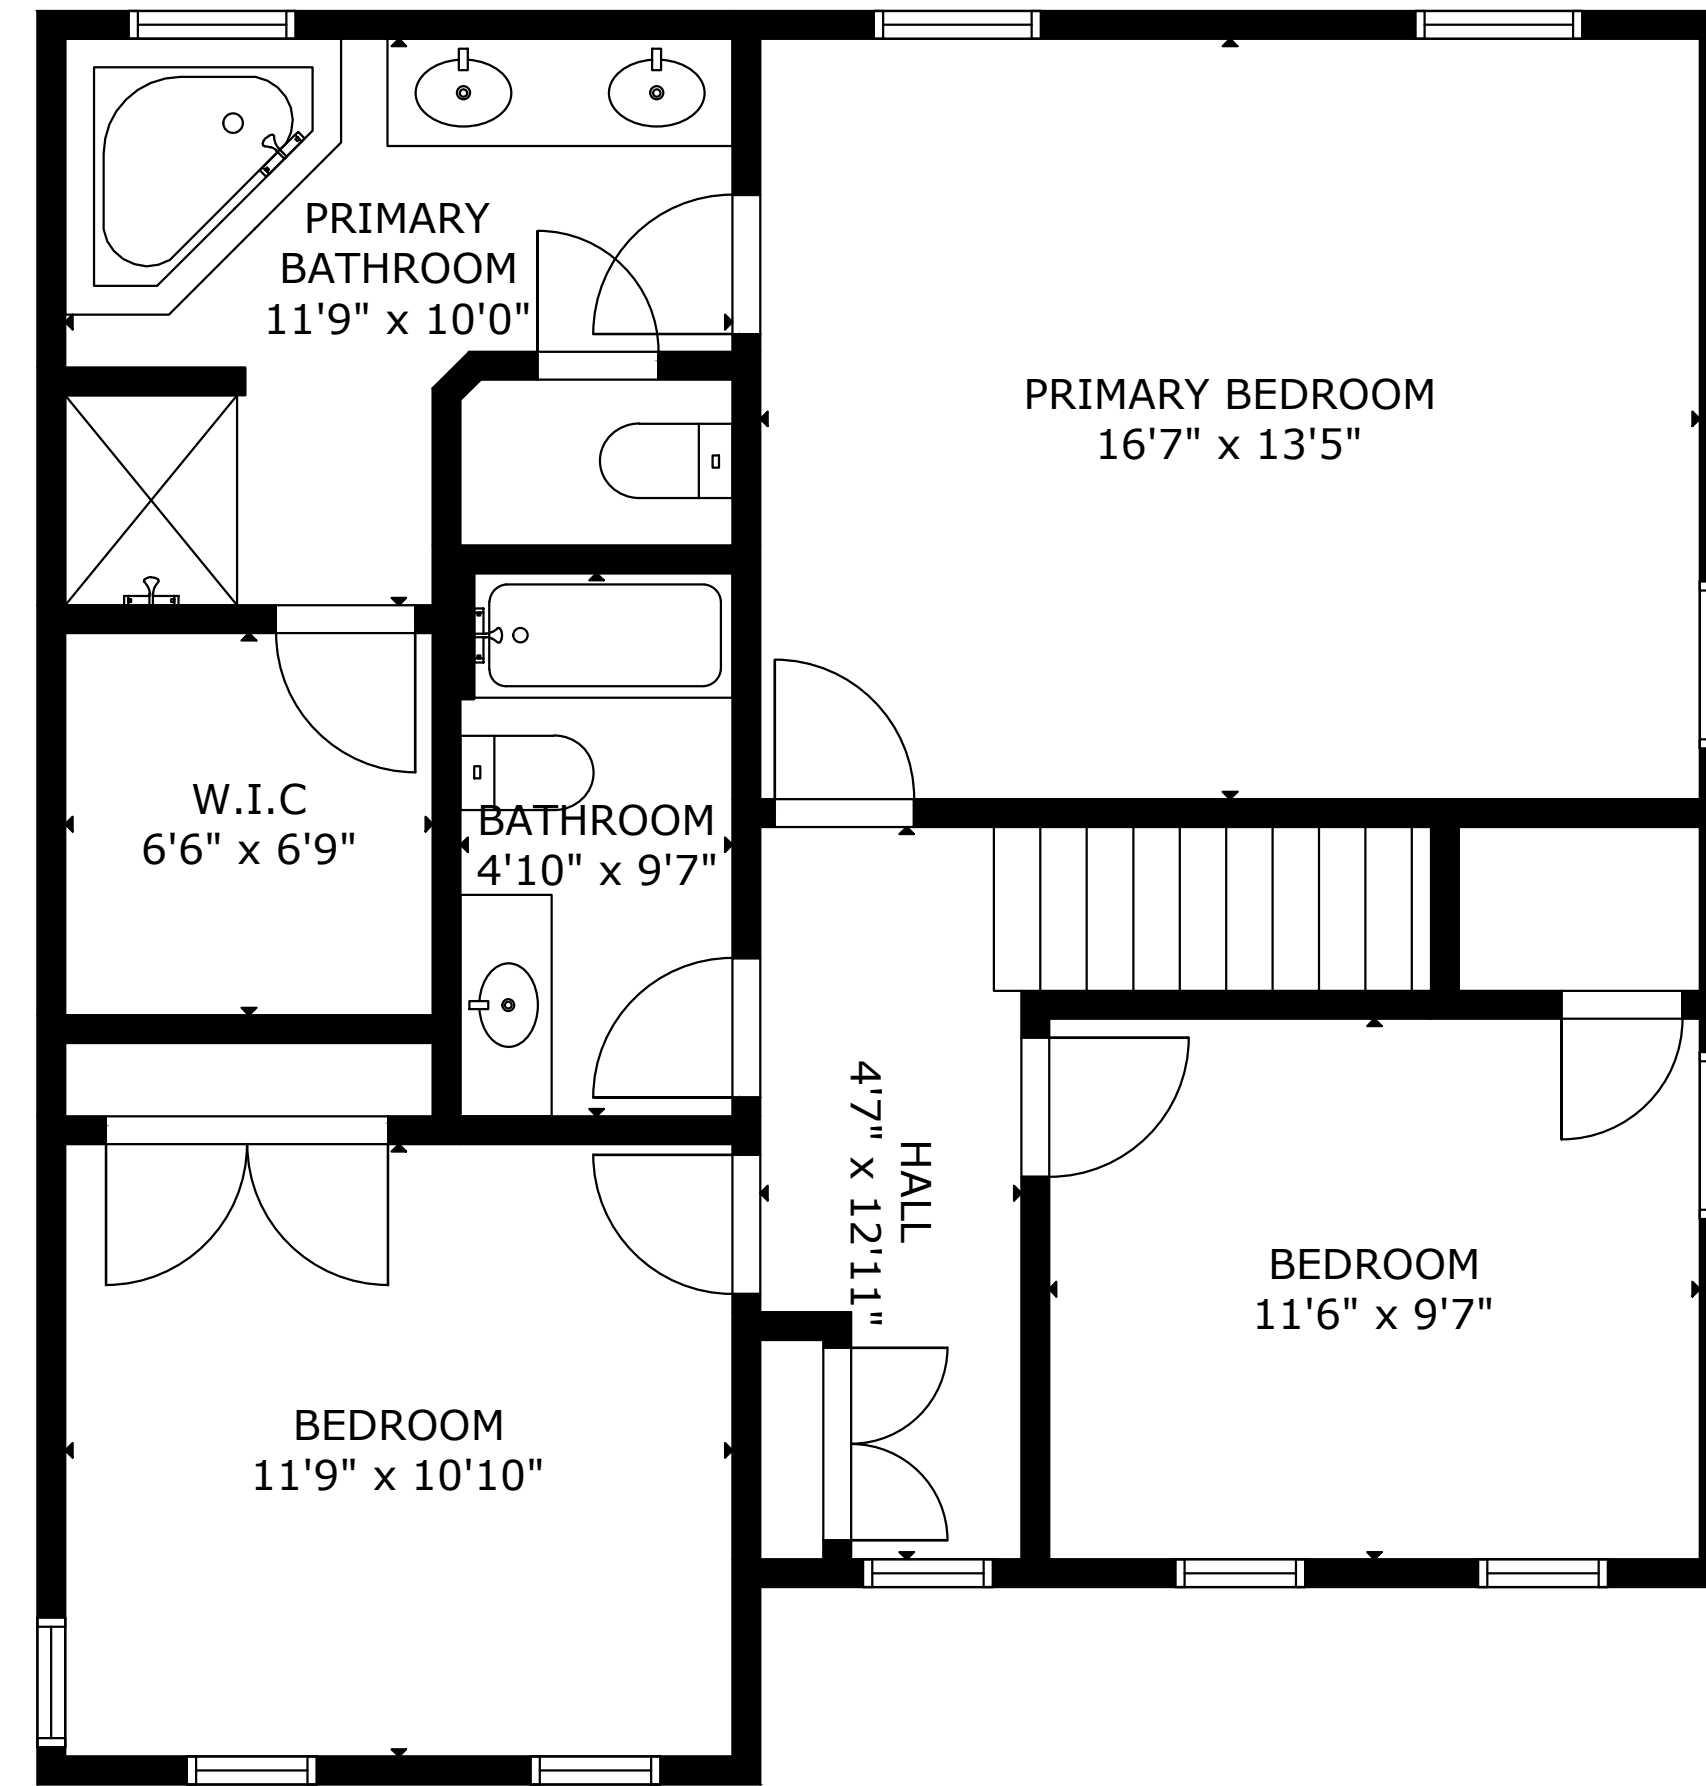 PRIMARY
BATHROOM
11'9" x 10'0"
PRIMARY BEDROOM
16'7" x 13'5"
W.I.C
6'6" x 6'9"
BATHROOM
4'10" x 9'7"
HALL
4'7" x 12'11"
BEDROOM
11'6" x 9'7"
BEDROOM
11'9" x 10'10"